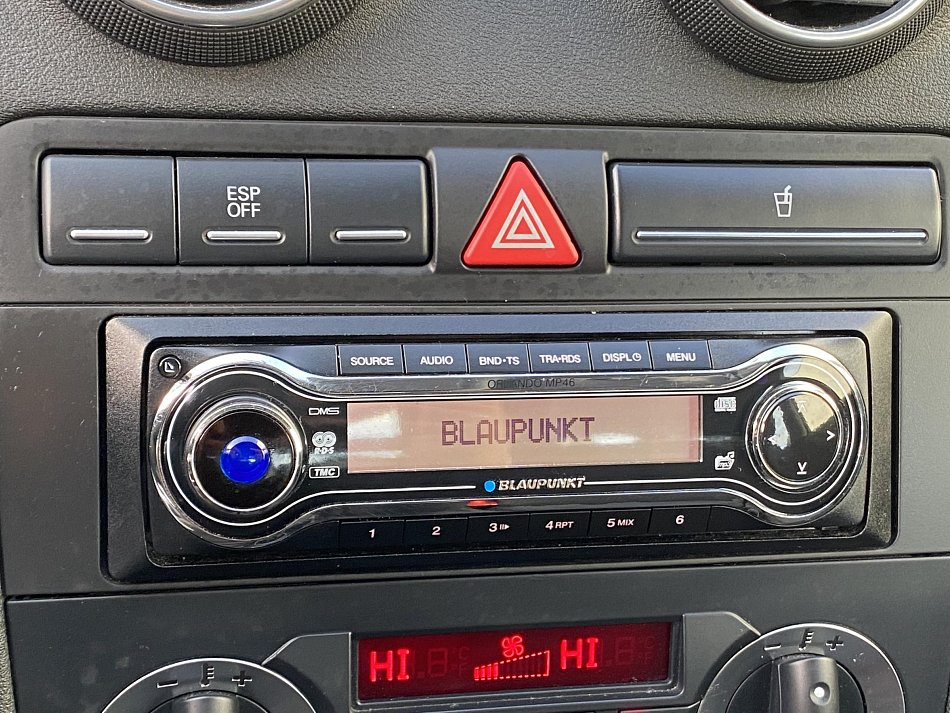 ESP
OFF
SOURCE AUDIO BND•TS TRA•RDS DISPL MENU
ORLANDO MP46
DMS
R•D•S
TMC
BLAUPUNKT
mp3
BLAUPUNKT
1 2 3 4 RPT 5 MIX 6
HI HI
- + - +